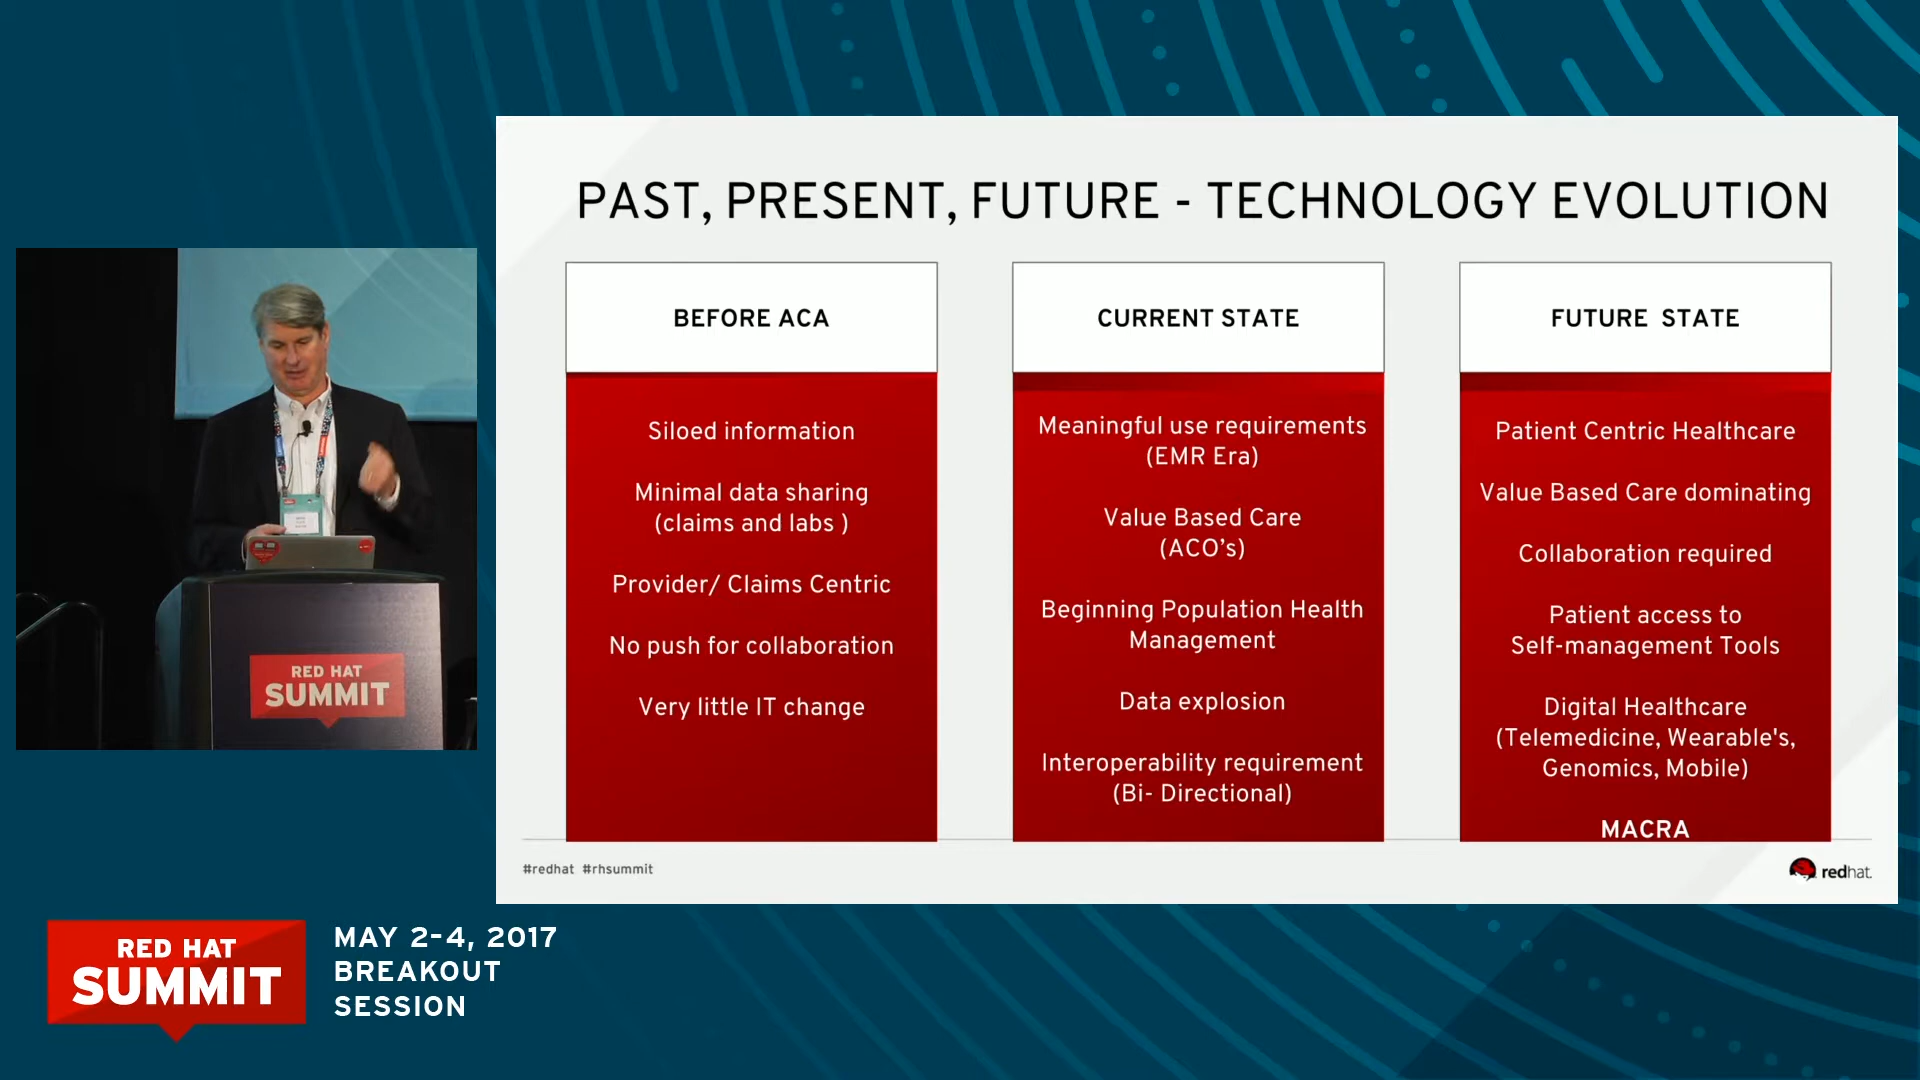 PAST, PRESENT, FUTURE - TECHNOLOGY EVOLUTION
BEFORE ACA
Siloed information
Minimal data sharing
(claims and labs )
Provider/ Claims Centric
No push for collaboration
Very little IT change
CURRENT STATE
Meaningful use requirements
(EMR Era)
Value Based Care
(ACO’s)
Beginning Population Health
Management
Data explosion
Interoperability requirement
(Bi- Directional)
FUTURE STATE
Patient Centric Healthcare
Value Based Care dominating
Collaboration required
Patient access to
Self-management Tools
Digital Healthcare
(Telemedicine, Wearable's,
Genomics, Mobile)
MACRA
#redhat #rhsummit
redhat.
RED HAT
SUMMIT
RED HAT
SUMMIT
MAY 2-4, 2017
BREAKOUT
SESSION